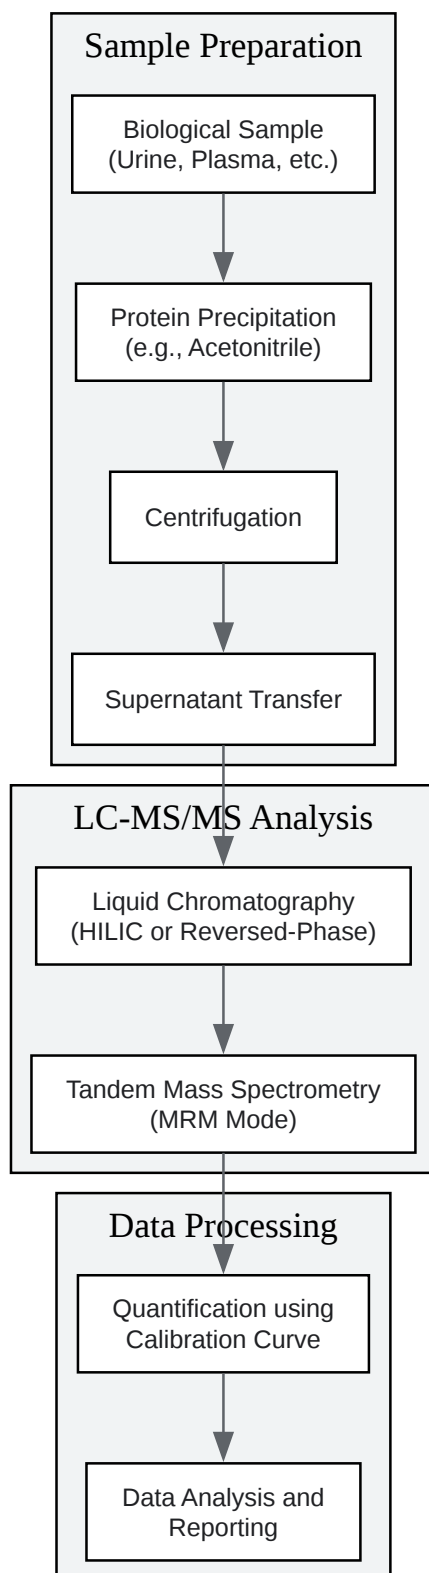 Sample Preparation
Biological Sample
(Urine, Plasma, etc.)
Protein Precipitation
(e.g., Acetonitrile)
Centrifugation
Supernatant Transfer
LC-MS/MS Analysis
Liquid Chromatography
(HILIC or Reversed-Phase)
Tandem Mass Spectrometry
(MRM Mode)
Data Processing
Quantification using
Calibration Curve
Data Analysis and
Reporting